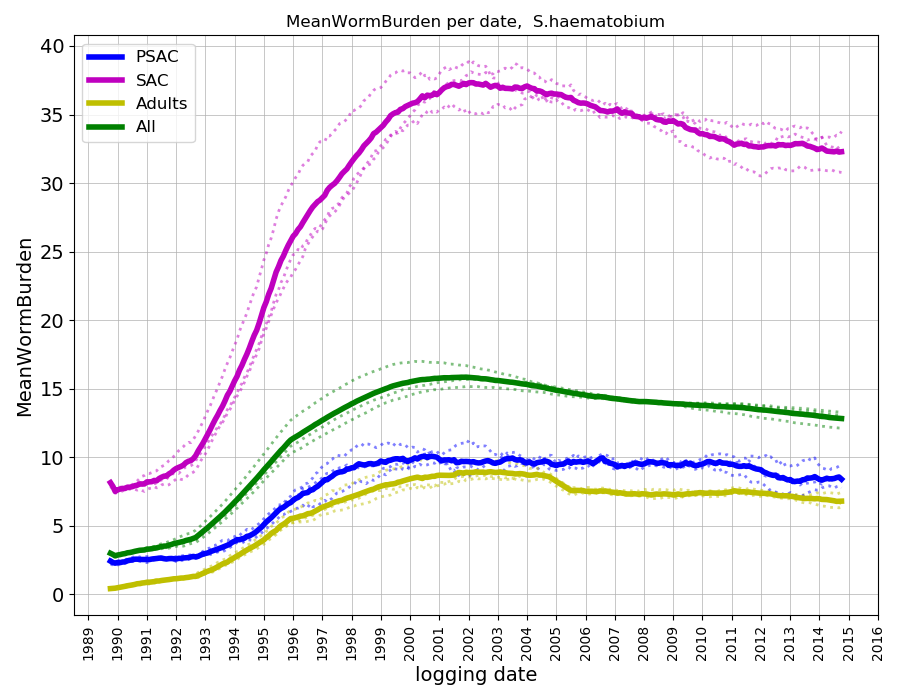 MeanWormBurden per date,  S.haematobium
PSAC
SAC
Adults
All
MeanWormBurden
40
35
30
25
20
15
10
5
0
1989 1990 1991 1992 1993 1994 1995 1996 1997 1998 1999 2000 2001 2002 2003 2004 2005 2006 2007 2008 2009 2010 2011 2012 2013 2014 2015 2016
logging date